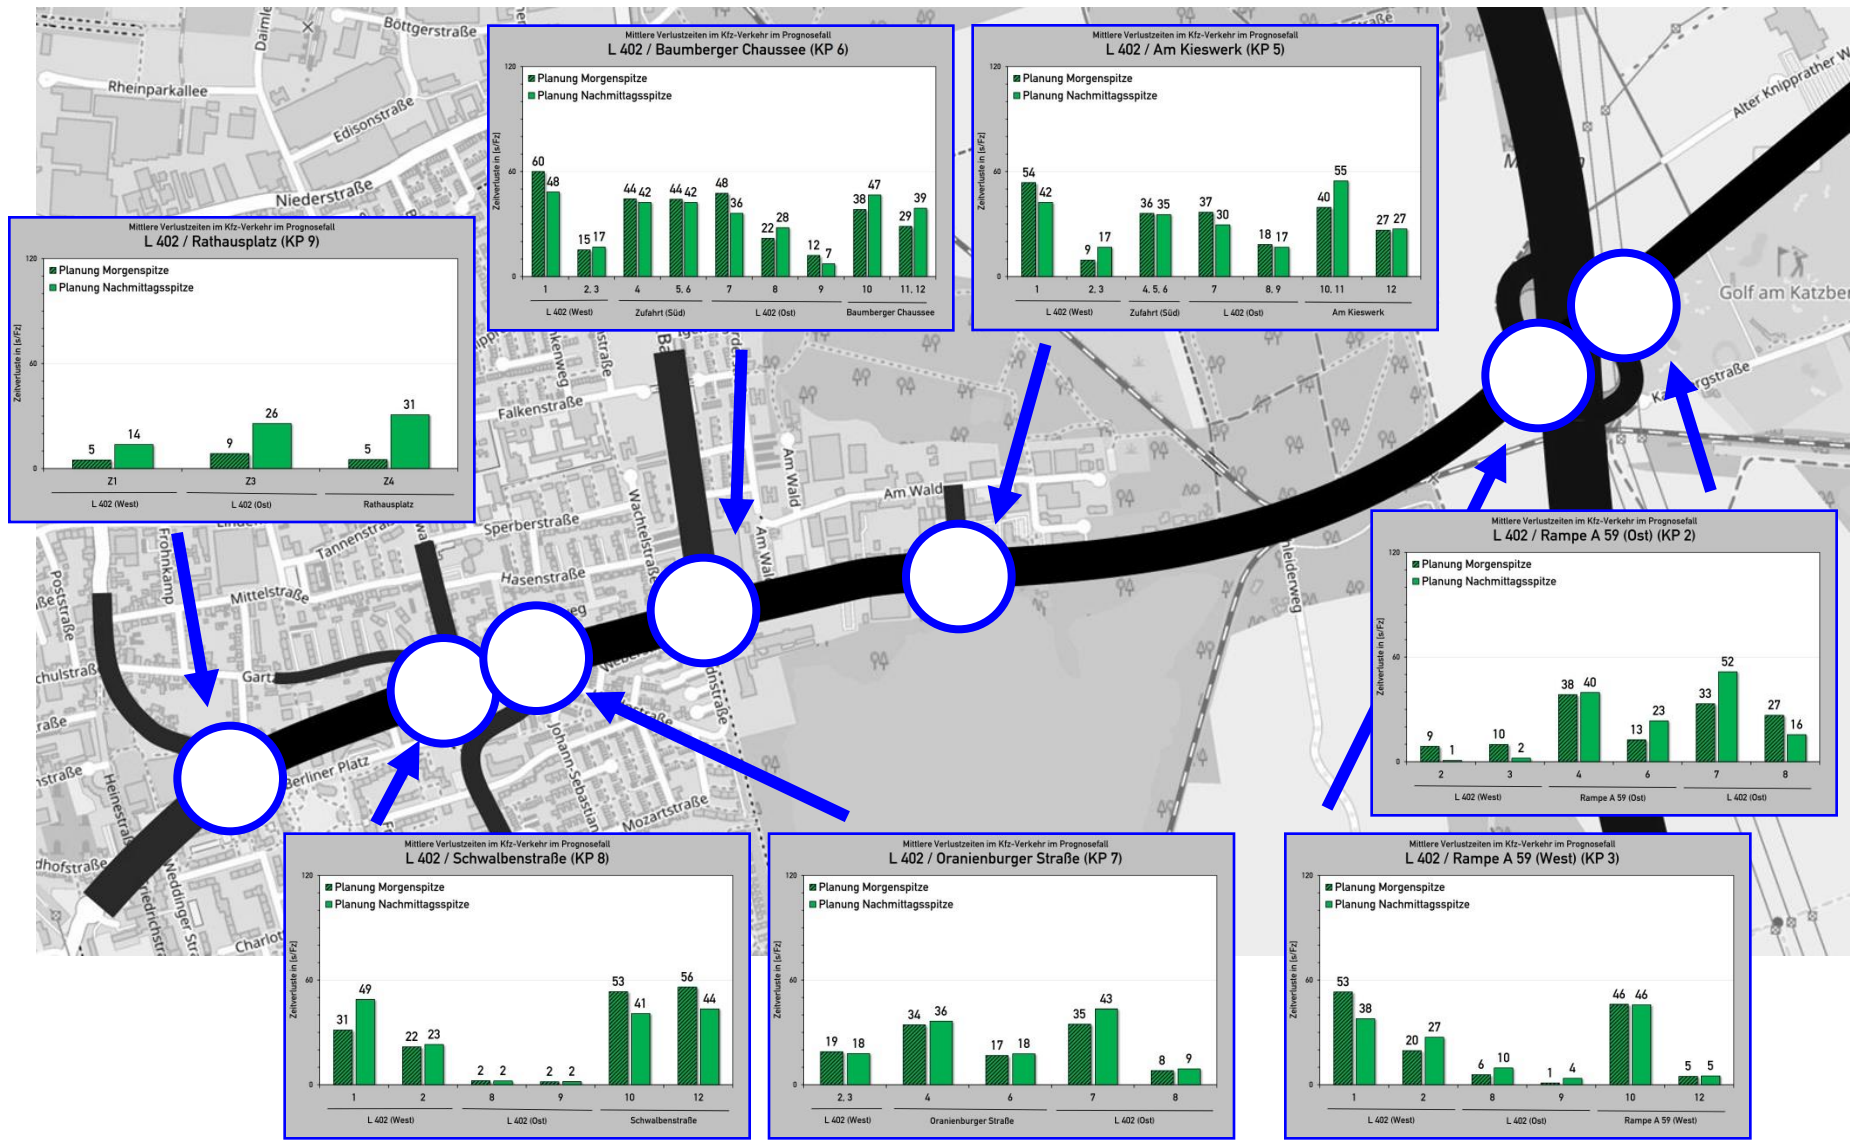 Böttgerstraße
Rheinparkallee
Edisonstraße
Niederstraße
Alter Knipprather
Golf am Katzber
Falkenstraße
Am Wald
Am Wald
Wachtelstraße
Sperberstraße
Tannenstraße
Hasenstraße
Mittelstraße
Frohnkamp
Poststraße
Berliner Platz
Heinestraße
Mozartstraße
Johann-Sebastian
Weddinger Str
Mittlere Verlustzeiten im Kfz-Verkehr im Prognosefall
L 402 / Baumberger Chaussee (KP 6)
Planung Morgenspitze
Planung Nachmittagsspitze
Zeitverluste in [s/Fz]
120
60
0
60 48 15 17 44 42 44 42 48 36 22 28 12 7 38 47 29 39
1 2, 3 4 5, 6 7 8 9 10 11, 12
L 402 (West) Zufahrt (Süd) L 402 (Ost) Baumberger Chaussee
Mittlere Verlustzeiten im Kfz-Verkehr im Prognosefall
L 402 / Am Kieswerk (KP 5)
Planung Morgenspitze
Planung Nachmittagsspitze
Zeitverluste in [s/Fz]
120
60
0
54 42 9 17 36 35 37 30 18 17 40 55 27 27
1 2, 3 4, 5, 6 7 8, 9 10, 11 12
L 402 (West) Zufahrt (Süd) L 402 (Ost) Am Kieswerk
Mittlere Verlustzeiten im Kfz-Verkehr im Prognosefall
L 402 / Rathausplatz (KP 9)
Planung Morgenspitze
Planung Nachmittagsspitze
Zeitverluste in [s/Fz]
120
60
0
5 14 9 26 5 31
Z1 Z3 Z4
L 402 (West) L 402 (Ost) Rathausplatz
Mittlere Verlustzeiten im Kfz-Verkehr im Prognosefall
L 402 / Rampe A 59 (Ost) (KP 2)
Planung Morgenspitze
Planung Nachmittagsspitze
Zeitverluste in [s/Fz]
120
60
0
9 1 10 2 38 40 13 23 33 52 27 16
2 3 4 6 7 8
L 402 (West) Rampe A 59 (Ost) L 402 (Ost)
Mittlere Verlustzeiten im Kfz-Verkehr im Prognosefall
L 402 / Schwalbenstraße (KP 8)
Planung Morgenspitze
Planung Nachmittagsspitze
Zeitverluste in [s/Fz]
120
60
0
31 49 22 23 2 2 2 2 53 41 56 44
1 2 8 9 10 12
L 402 (West) L 402 (Ost) Schwalbenstraße
Mittlere Verlustzeiten im Kfz-Verkehr im Prognosefall
L 402 / Oranienburger Straße (KP 7)
Planung Morgenspitze
Planung Nachmittagsspitze
Zeitverluste in [s/Fz]
120
60
0
19 18 34 36 17 18 35 43 8 9
2, 3 4 6 7 8
L 402 (West) Oranienburger Straße L 402 (Ost)
Mittlere Verlustzeiten im Kfz-Verkehr im Prognosefall
L 402 / Rampe A 59 (West) (KP 3)
Planung Morgenspitze
Planung Nachmittagsspitze
Zeitverluste in [s/Fz]
120
60
0
53 38 20 27 6 10 1 4 46 46 5 5
1 2 8 9 10 12
L 402 (West) L 402 (Ost) Rampe A 59 (West)